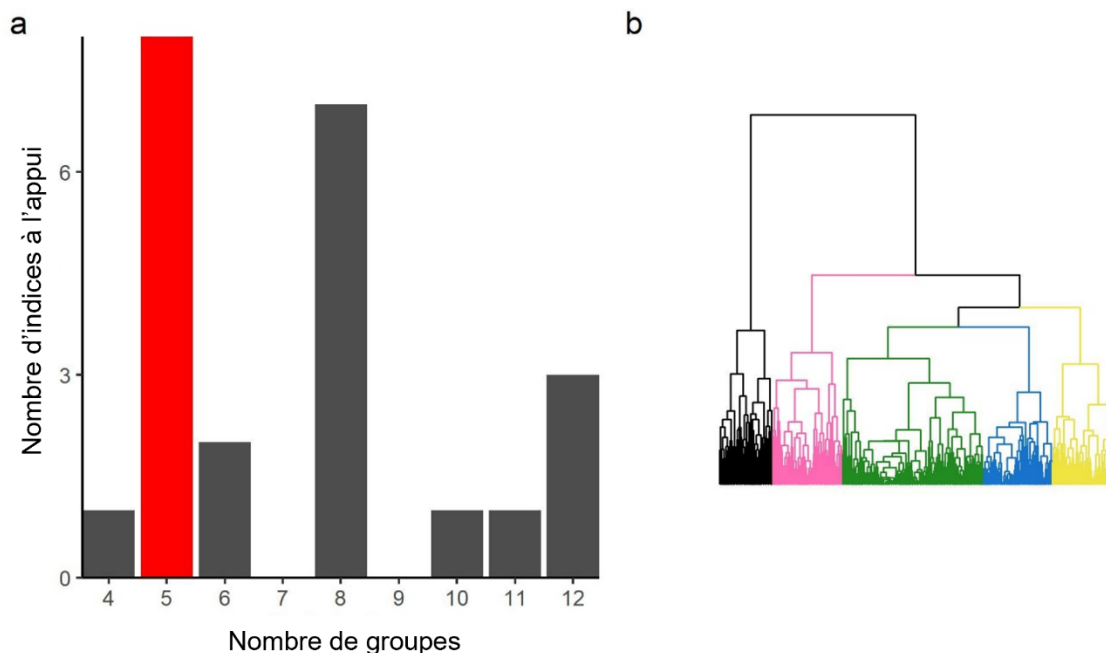 a
b
Nombre d'indices à l'appui
6
3
0
4 5 6 7 8 9 10 11 12
Nombre de groupes